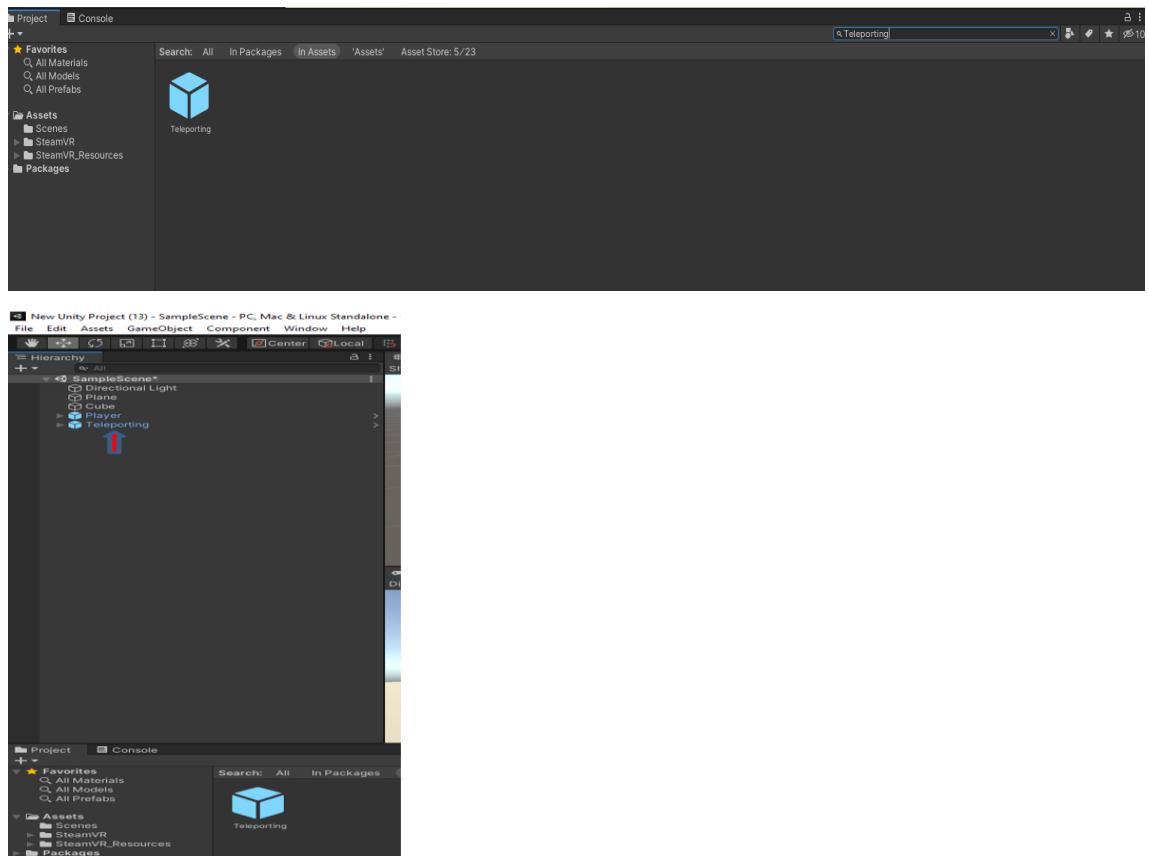 Project Console
Teleporting
10
Favorites
Search: All In Packages In Assets 'Assets' Asset Store: 5/23
All Materials
All Models
All Prefabs
Assets
Scenes
SteamVR
SteamVR_Resources
Packages
Teleporting
New Unity Project (13) - SampleScene - PC, Mac & Linux Standalone -
File Edit Assets GameObject Component Window Help
Center Local
Hierarchy
All
SampleScene*
Directional Light
Plane
Cube
Player
Teleporting
Sh
Di
Project Console
Favorites
Search: All In Packages
All Materials
All Models
All Prefabs
Assets
Scenes
SteamVR
SteamVR_Resources
Packages
Teleporting